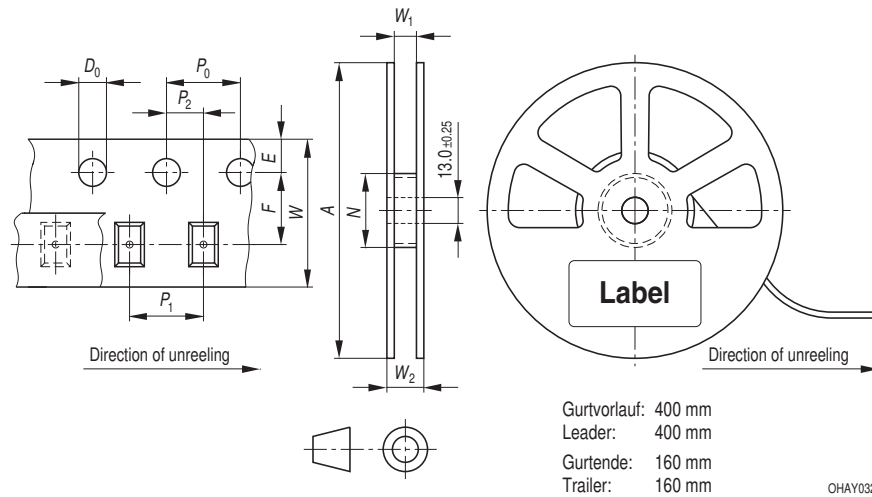 W1
D0
P0
P2
E
F
W
A
N
13.0 ±0.25
P1
W2
Label
Direction of unreeling
Direction of unreeling
Gurtvorlauf: 400 mm
Leader: 400 mm
Gurtende: 160 mm
Trailer: 160 mm
OHAY032